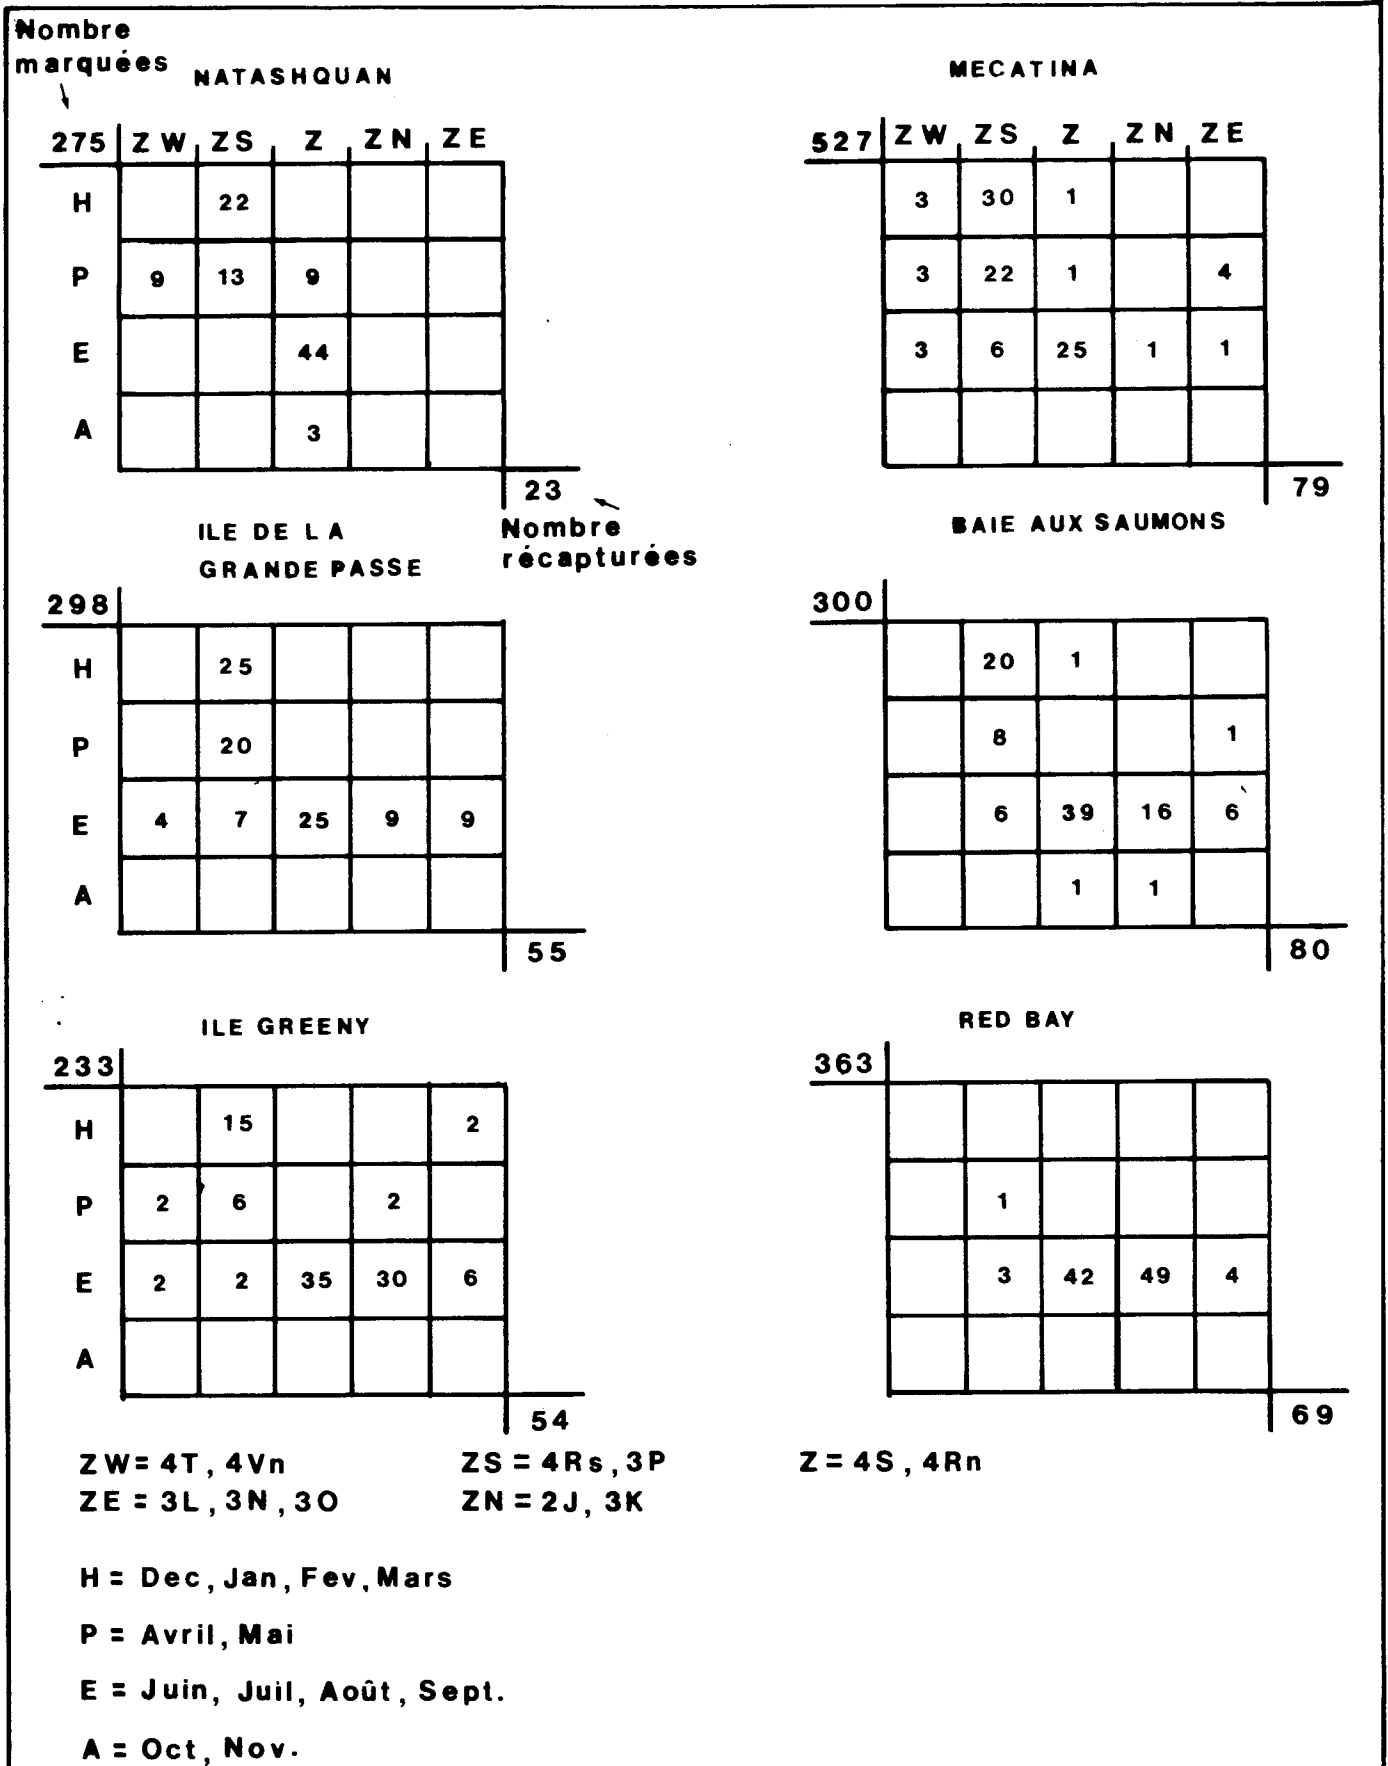 Nombre
marquées
NATASHQUAN
275 ZW ZS Z ZN ZE
H 22
P 9 13 9
E 44
A 3
23
Nombre
récapturées
MECATINA
527 ZW ZS Z ZN ZE
3 30 1
3 22 1 4
3 6 25 1 1
79
ILE DE LA
GRANDE PASSE
298
H 25
P 20
E 4 7 25 9 9
A
55
BAIE AUX SAUMONS
300
20 1
8 1
6 39 16 6
1 1
80
ILE GREENY
233
H 15 2
P 2 6 2
E 2 2 35 30 6
A
54
RED BAY
363
1
3 42 49 4
69
ZW= 4T, 4Vn ZS = 4Rs, 3P Z = 4S, 4Rn
ZE = 3L, 3N, 3O ZN = 2J, 3K
H = Dec, Jan, Fev, Mars
P = Avril, Mai
E = Juin, Juil, Août, Sept.
A = Oct, Nov.